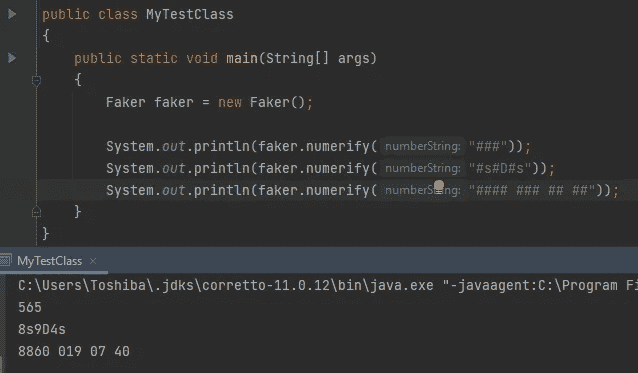 public class MyTestClass
{
public static void main(String[] args)
{
Faker faker = new Faker();
System.out.println(faker.numerify( numberString: "###"));
System.out.println(faker.numerify( numberString: "#s#D#s"));
System.out.println(faker.numerify( numberString: "#### ### ## ##"));
}
}
MyTestClass ×
C:\Users\Toshiba\.jdks\corretto-11.0.12\bin\java.exe "-javaagent:C:\Program Fi
565
8s9D4s
8860 019 07 40